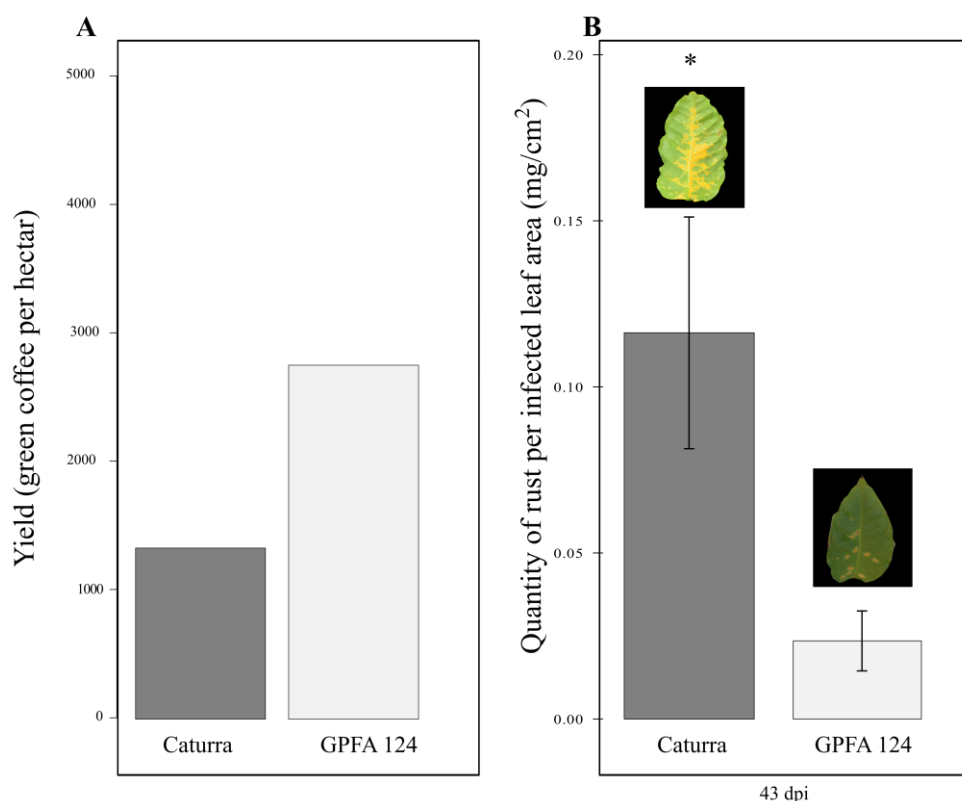 A
Yield (green coffee per hectar)
5000
4000
3000
2000
1000
0
Caturra GPFA 124
B
Quantity of rust per infected leaf area (mg/cm²)
0.20
0.15
0.10
0.05
0.00
*
Caturra GPFA 124
43 dpi